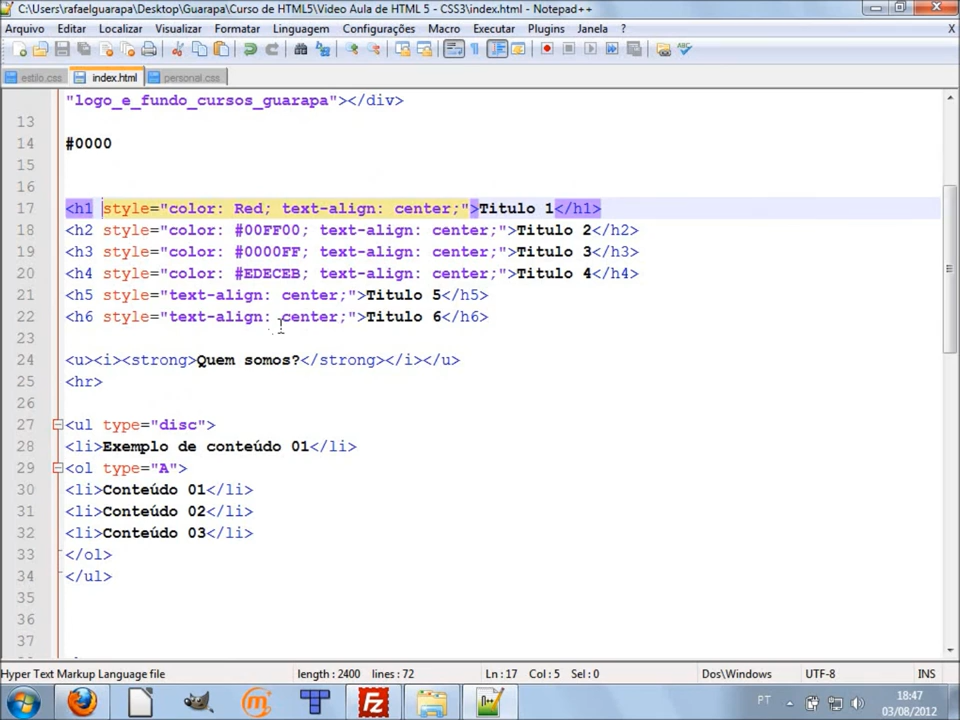 C:\Users\rafaelguarapa\Desktop\Guarapa\Curso de HTML5\Video Aula de HTML 5 - CSS3\index.html - Notepad++
Arquivo Editar Localizar Visualizar Formatar Linguagem Configurações Macro Executar Plugins Janela ? X
estilo.css index.html personal.css
"logo_e_fundo_cursos_guarapa"></div>
13
14 #0000
15
16
17 <h1 style="color: Red; text-align: center;">Titulo 1</h1>
18 <h2 style="color: #00FF00; text-align: center;">Titulo 2</h2>
19 <h3 style="color: #0000FF; text-align: center;">Titulo 3</h3>
20 <h4 style="color: #EDECEB; text-align: center;">Titulo 4</h4>
21 <h5 style="text-align: center;">Titulo 5</h5>
22 <h6 style="text-align: center;">Titulo 6</h6>
23
24 <u><i><strong>Quem somos?</strong></i></u>
25 <hr>
26
27 <ul type="disc">
28 <li>Exemplo de conteúdo 01</li>
29 <ol type="A">
30 <li>Conteúdo 01</li>
31 <li>Conteúdo 02</li>
32 <li>Conteúdo 03</li>
33 </ol>
34 </ul>
35
36
37
Hyper Text Markup Language file length : 2400 lines : 72 Ln : 17 Col : 5 Sel : 0 Dos\Windows UTF-8 INS
PT 18:47
03/08/2012